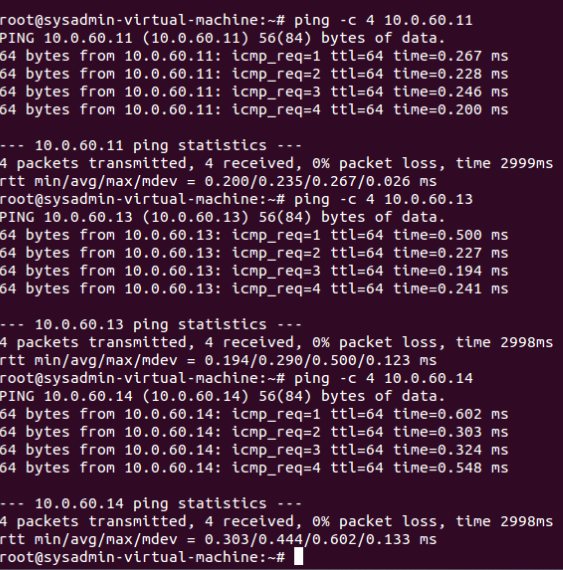 root@sysadmin-virtual-machine:~# ping -c 4 10.0.60.11
PING 10.0.60.11 (10.0.60.11) 56(84) bytes of data.
64 bytes from 10.0.60.11: icmp_req=1 ttl=64 time=0.267 ms
64 bytes from 10.0.60.11: icmp_req=2 ttl=64 time=0.228 ms
64 bytes from 10.0.60.11: icmp_req=3 ttl=64 time=0.246 ms
64 bytes from 10.0.60.11: icmp_req=4 ttl=64 time=0.200 ms

--- 10.0.60.11 ping statistics ---
4 packets transmitted, 4 received, 0% packet loss, time 2999ms
rtt min/avg/max/mdev = 0.200/0.235/0.267/0.026 ms
root@sysadmin-virtual-machine:~# ping -c 4 10.0.60.13
PING 10.0.60.13 (10.0.60.13) 56(84) bytes of data.
64 bytes from 10.0.60.13: icmp_req=1 ttl=64 time=0.500 ms
64 bytes from 10.0.60.13: icmp_req=2 ttl=64 time=0.227 ms
64 bytes from 10.0.60.13: icmp_req=3 ttl=64 time=0.194 ms
64 bytes from 10.0.60.13: icmp_req=4 ttl=64 time=0.241 ms

--- 10.0.60.13 ping statistics ---
4 packets transmitted, 4 received, 0% packet loss, time 2998ms
rtt min/avg/max/mdev = 0.194/0.290/0.500/0.123 ms
root@sysadmin-virtual-machine:~# ping -c 4 10.0.60.14
PING 10.0.60.14 (10.0.60.14) 56(84) bytes of data.
64 bytes from 10.0.60.14: icmp_req=1 ttl=64 time=0.602 ms
64 bytes from 10.0.60.14: icmp_req=2 ttl=64 time=0.303 ms
64 bytes from 10.0.60.14: icmp_req=3 ttl=64 time=0.324 ms
64 bytes from 10.0.60.14: icmp_req=4 ttl=64 time=0.548 ms

--- 10.0.60.14 ping statistics ---
4 packets transmitted, 4 received, 0% packet loss, time 2998ms
rtt min/avg/max/mdev = 0.303/0.444/0.602/0.133 ms
root@sysadmin-virtual-machine:~#